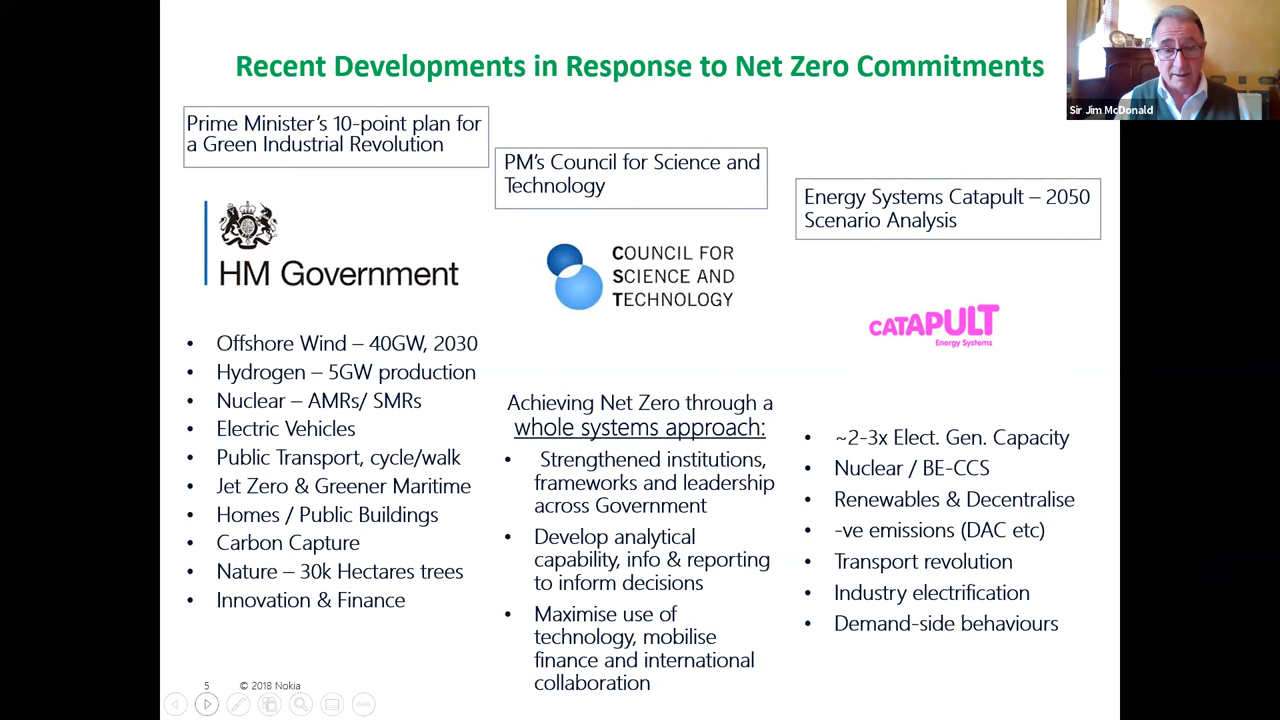 Recent Developments in Response to Net Zero Commitments
Sir Jim McDonald
Prime Minister's 10-point plan for
a Green Industrial Revolution
HM Government
• Offshore Wind – 40GW, 2030
• Hydrogen – 5GW production
• Nuclear – AMRs/ SMRs
• Electric Vehicles
• Public Transport, cycle/walk
• Jet Zero & Greener Maritime
• Homes / Public Buildings
• Carbon Capture
• Nature – 30k Hectares trees
• Innovation & Finance
PM's Council for Science and
Technology
COUNCIL FOR
SCIENCE AND
TECHNOLOGY
Achieving Net Zero through a
whole systems approach:
• Strengthened institutions,
frameworks and leadership
across Government
• Develop analytical
capability, info & reporting
to inform decisions
• Maximise use of
technology, mobilise
finance and international
collaboration
Energy Systems Catapult – 2050
Scenario Analysis
CATAPULT
Energy Systems
• ~2-3x Elect. Gen. Capacity
• Nuclear / BE-CCS
• Renewables & Decentralise
• -ve emissions (DAC etc)
• Transport revolution
• Industry electrification
• Demand-side behaviours
5 © 2018 Nokia